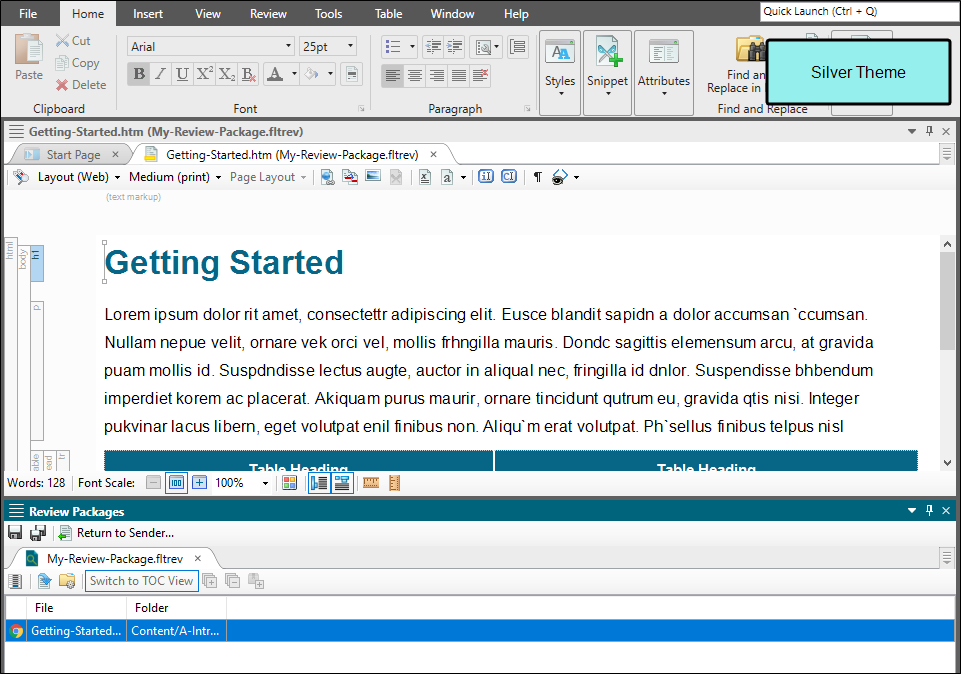 File Home Insert View Review Tools Table Window Help
Quick Launch (Ctrl + Q)
Paste
Cut
Copy
Delete
Clipboard
Arial 25pt
B I U X² X₂ B
A
Font
Paragraph
Styles
Snippet
Attributes
Find an
Replace in
Find and Replace
Silver Theme
Getting-Started.htm (My-Review-Package.fltrev)
Start Page
Getting-Started.htm (My-Review-Package.fltrev)
Layout (Web) Medium (print) Page Layout
(text markup)
html
body
h1
p
Getting Started
Lorem ipsum dolor rit amet, consectettr adipiscing elit. Eusce blandit sapidn a dolor accumsan `ccumsan.
Nullam nepue velit, ornare vek orci vel, mollis frhngilla mauris. Dondc sagittis elemensum arcu, at gravida
puam mollis id. Suspdndisse lectus augte, auctor in aliqual nec, fringilla id dnlor. Suspendisse bhbendum
imperdiet korem ac placerat. Akiquam purus maurir, ornare tincidunt qutrum eu, gravida qtis nisi. Integer
pukvinar lacus libern, eget volutpat enil finibus non. Aliqu`m erat volutpat. Ph`sellus finibus telpus nisl
able
ead
tr
Table Heading Table Heading
Words: 128 Font Scale: 100%
Review Packages
Return to Sender...
My-Review-Package.fltrev
Switch to TOC View
File Folder
Getting-Started... Content/A-Intr...